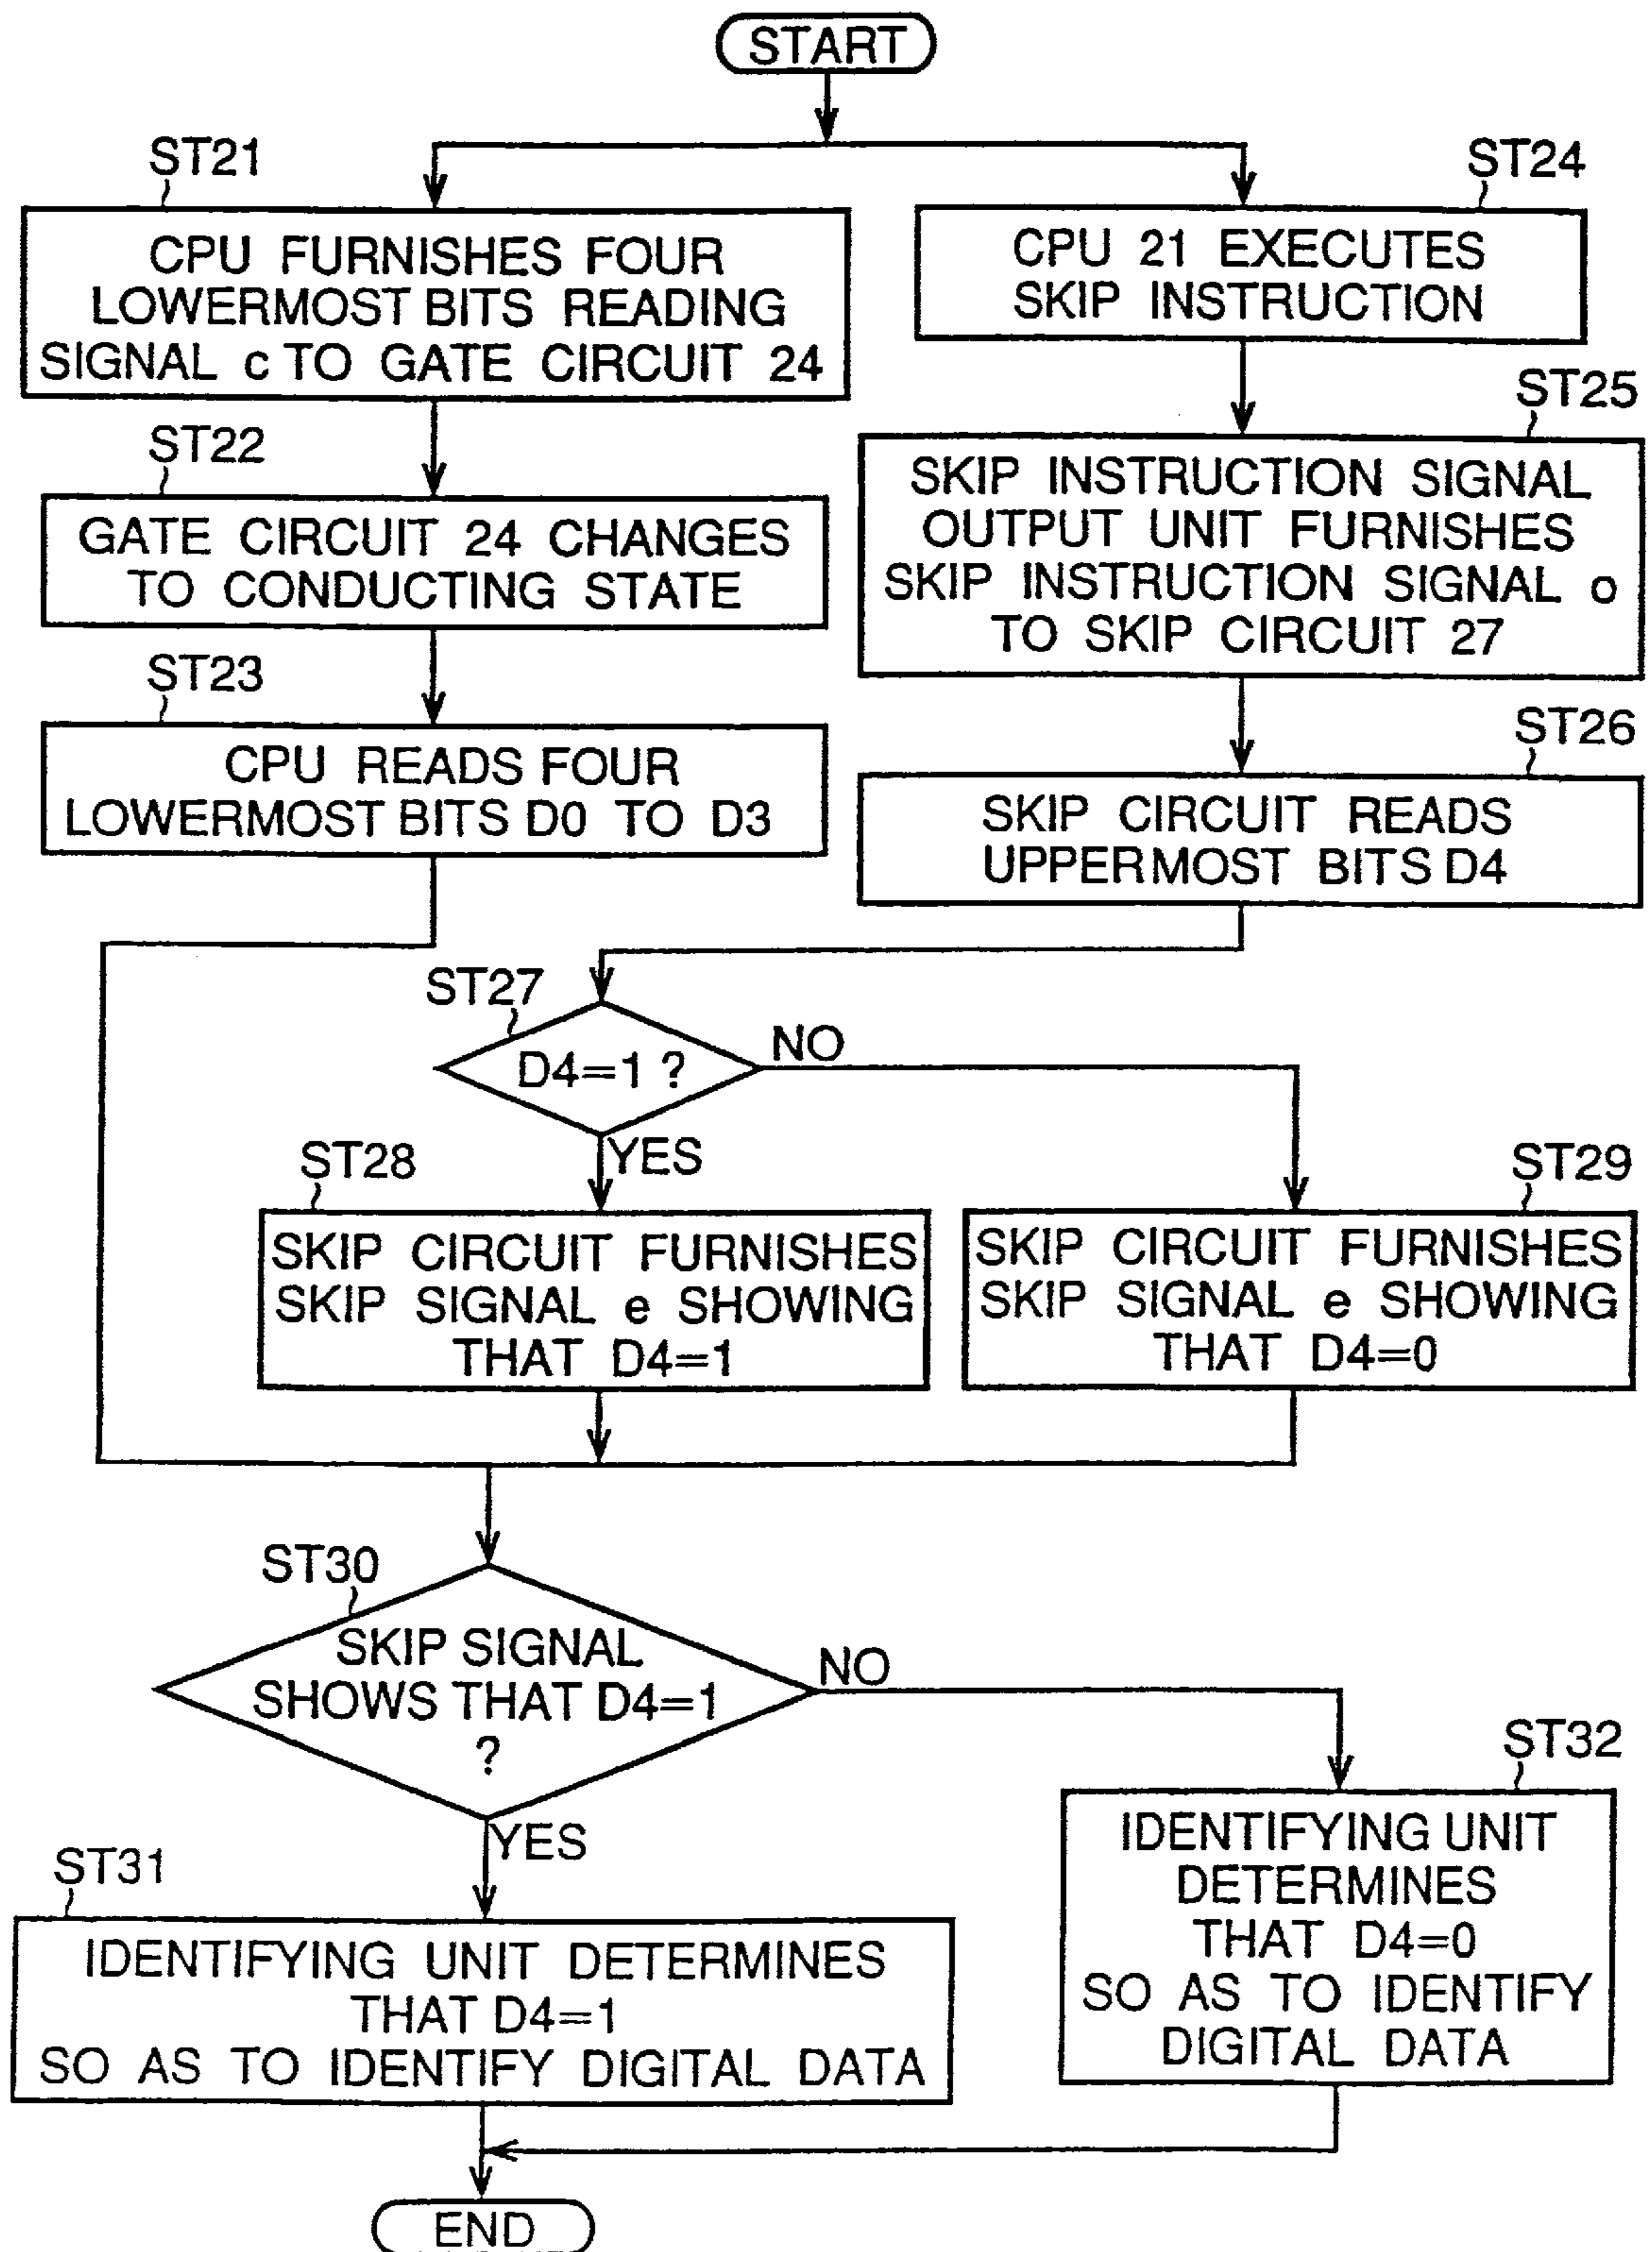 START
ST21
CPU FURNISHES FOUR
LOWERMOST BITS READING
SIGNAL c TO GATE CIRCUIT 24
ST24
CPU 21 EXECUTES
SKIP INSTRUCTION
ST22
GATE CIRCUIT 24 CHANGES
TO CONDUCTING STATE
ST25
SKIP INSTRUCTION SIGNAL
OUTPUT UNIT FURNISHES
SKIP INSTRUCTION SIGNAL o
TO SKIP CIRCUIT 27
ST23
CPU READS FOUR
LOWERMOST BITS D0 TO D3
ST26
SKIP CIRCUIT READS
UPPERMOST BITS D4
ST27
D4=1 ?
NO
YES
ST28
SKIP CIRCUIT FURNISHES
SKIP SIGNAL e SHOWING
THAT D4=1
ST29
SKIP CIRCUIT FURNISHES
SKIP SIGNAL e SHOWING
THAT D4=0
ST30
SKIP SIGNAL
SHOWS THAT D4=1
?
NO
YES
ST31
IDENTIFYING UNIT DETERMINES
THAT D4=1
SO AS TO IDENTIFY DIGITAL DATA
ST32
IDENTIFYING UNIT
DETERMINES
THAT D4=0
SO AS TO IDENTIFY
DIGITAL DATA
END